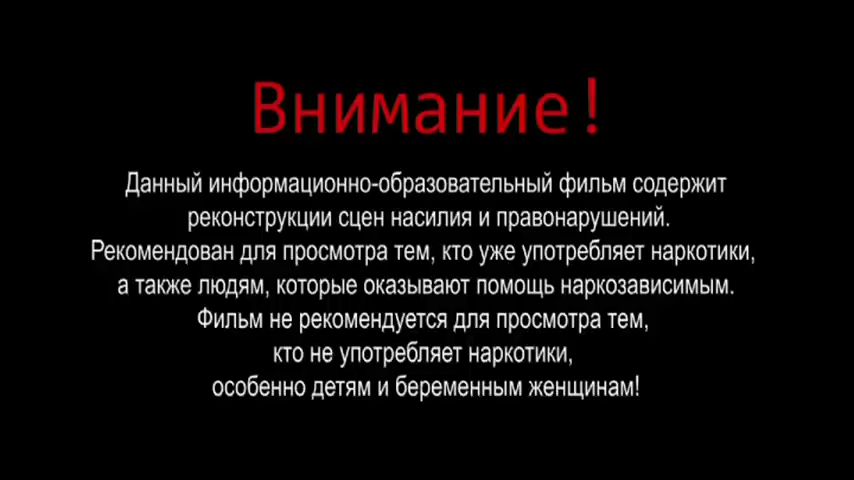 Внимание!
Данный информационно-образовательный фильм содержит
реконструкции сцен насилия и правонарушений.
Рекомендован для просмотра тем, кто уже употребляет наркотики,
а также людям, которые оказывают помощь наркозависимым.
Фильм не рекомендуется для просмотра тем,
кто не употребляет наркотики,
особенно детям и беременным женщинам!